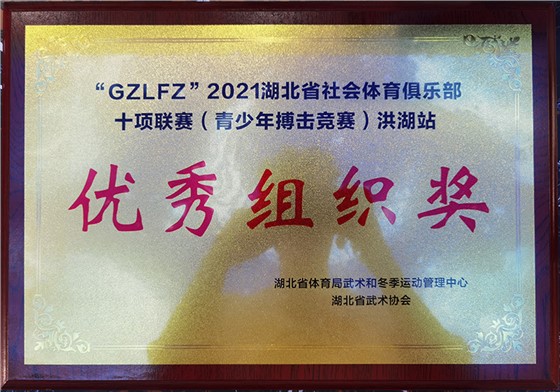 “GZLFZ”2021湖北省社会体育俱乐部
十项联赛（青少年搏击竞赛）洪湖站
优秀组织奖
湖北省体育局武术和冬季运动管理中心
湖北省武术协会